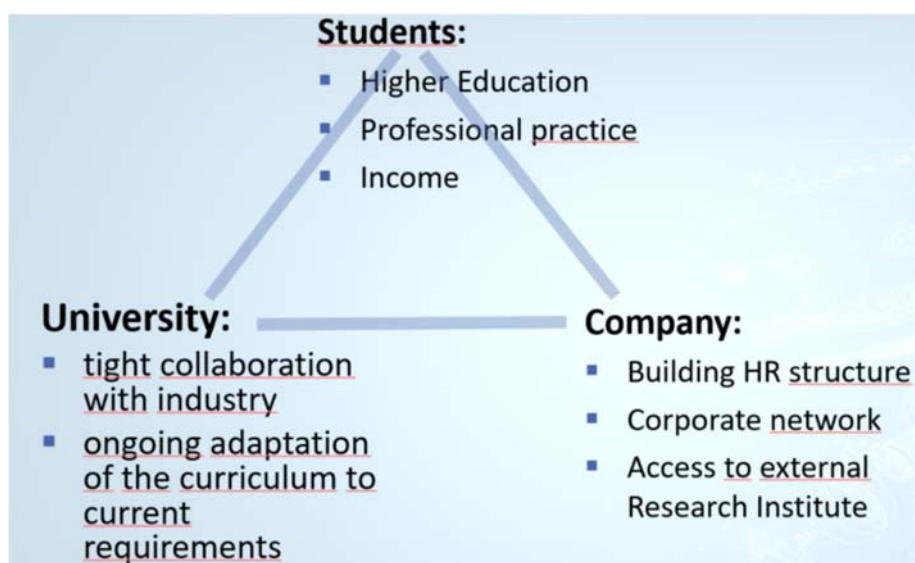 Students:
Higher Education
Professional practice
Income
University:
tight collaboration
with industry
ongoing adaptation
of the curriculum to
current
requirements
Company:
Building HR structure
Corporate network
Access to external
Research Institute